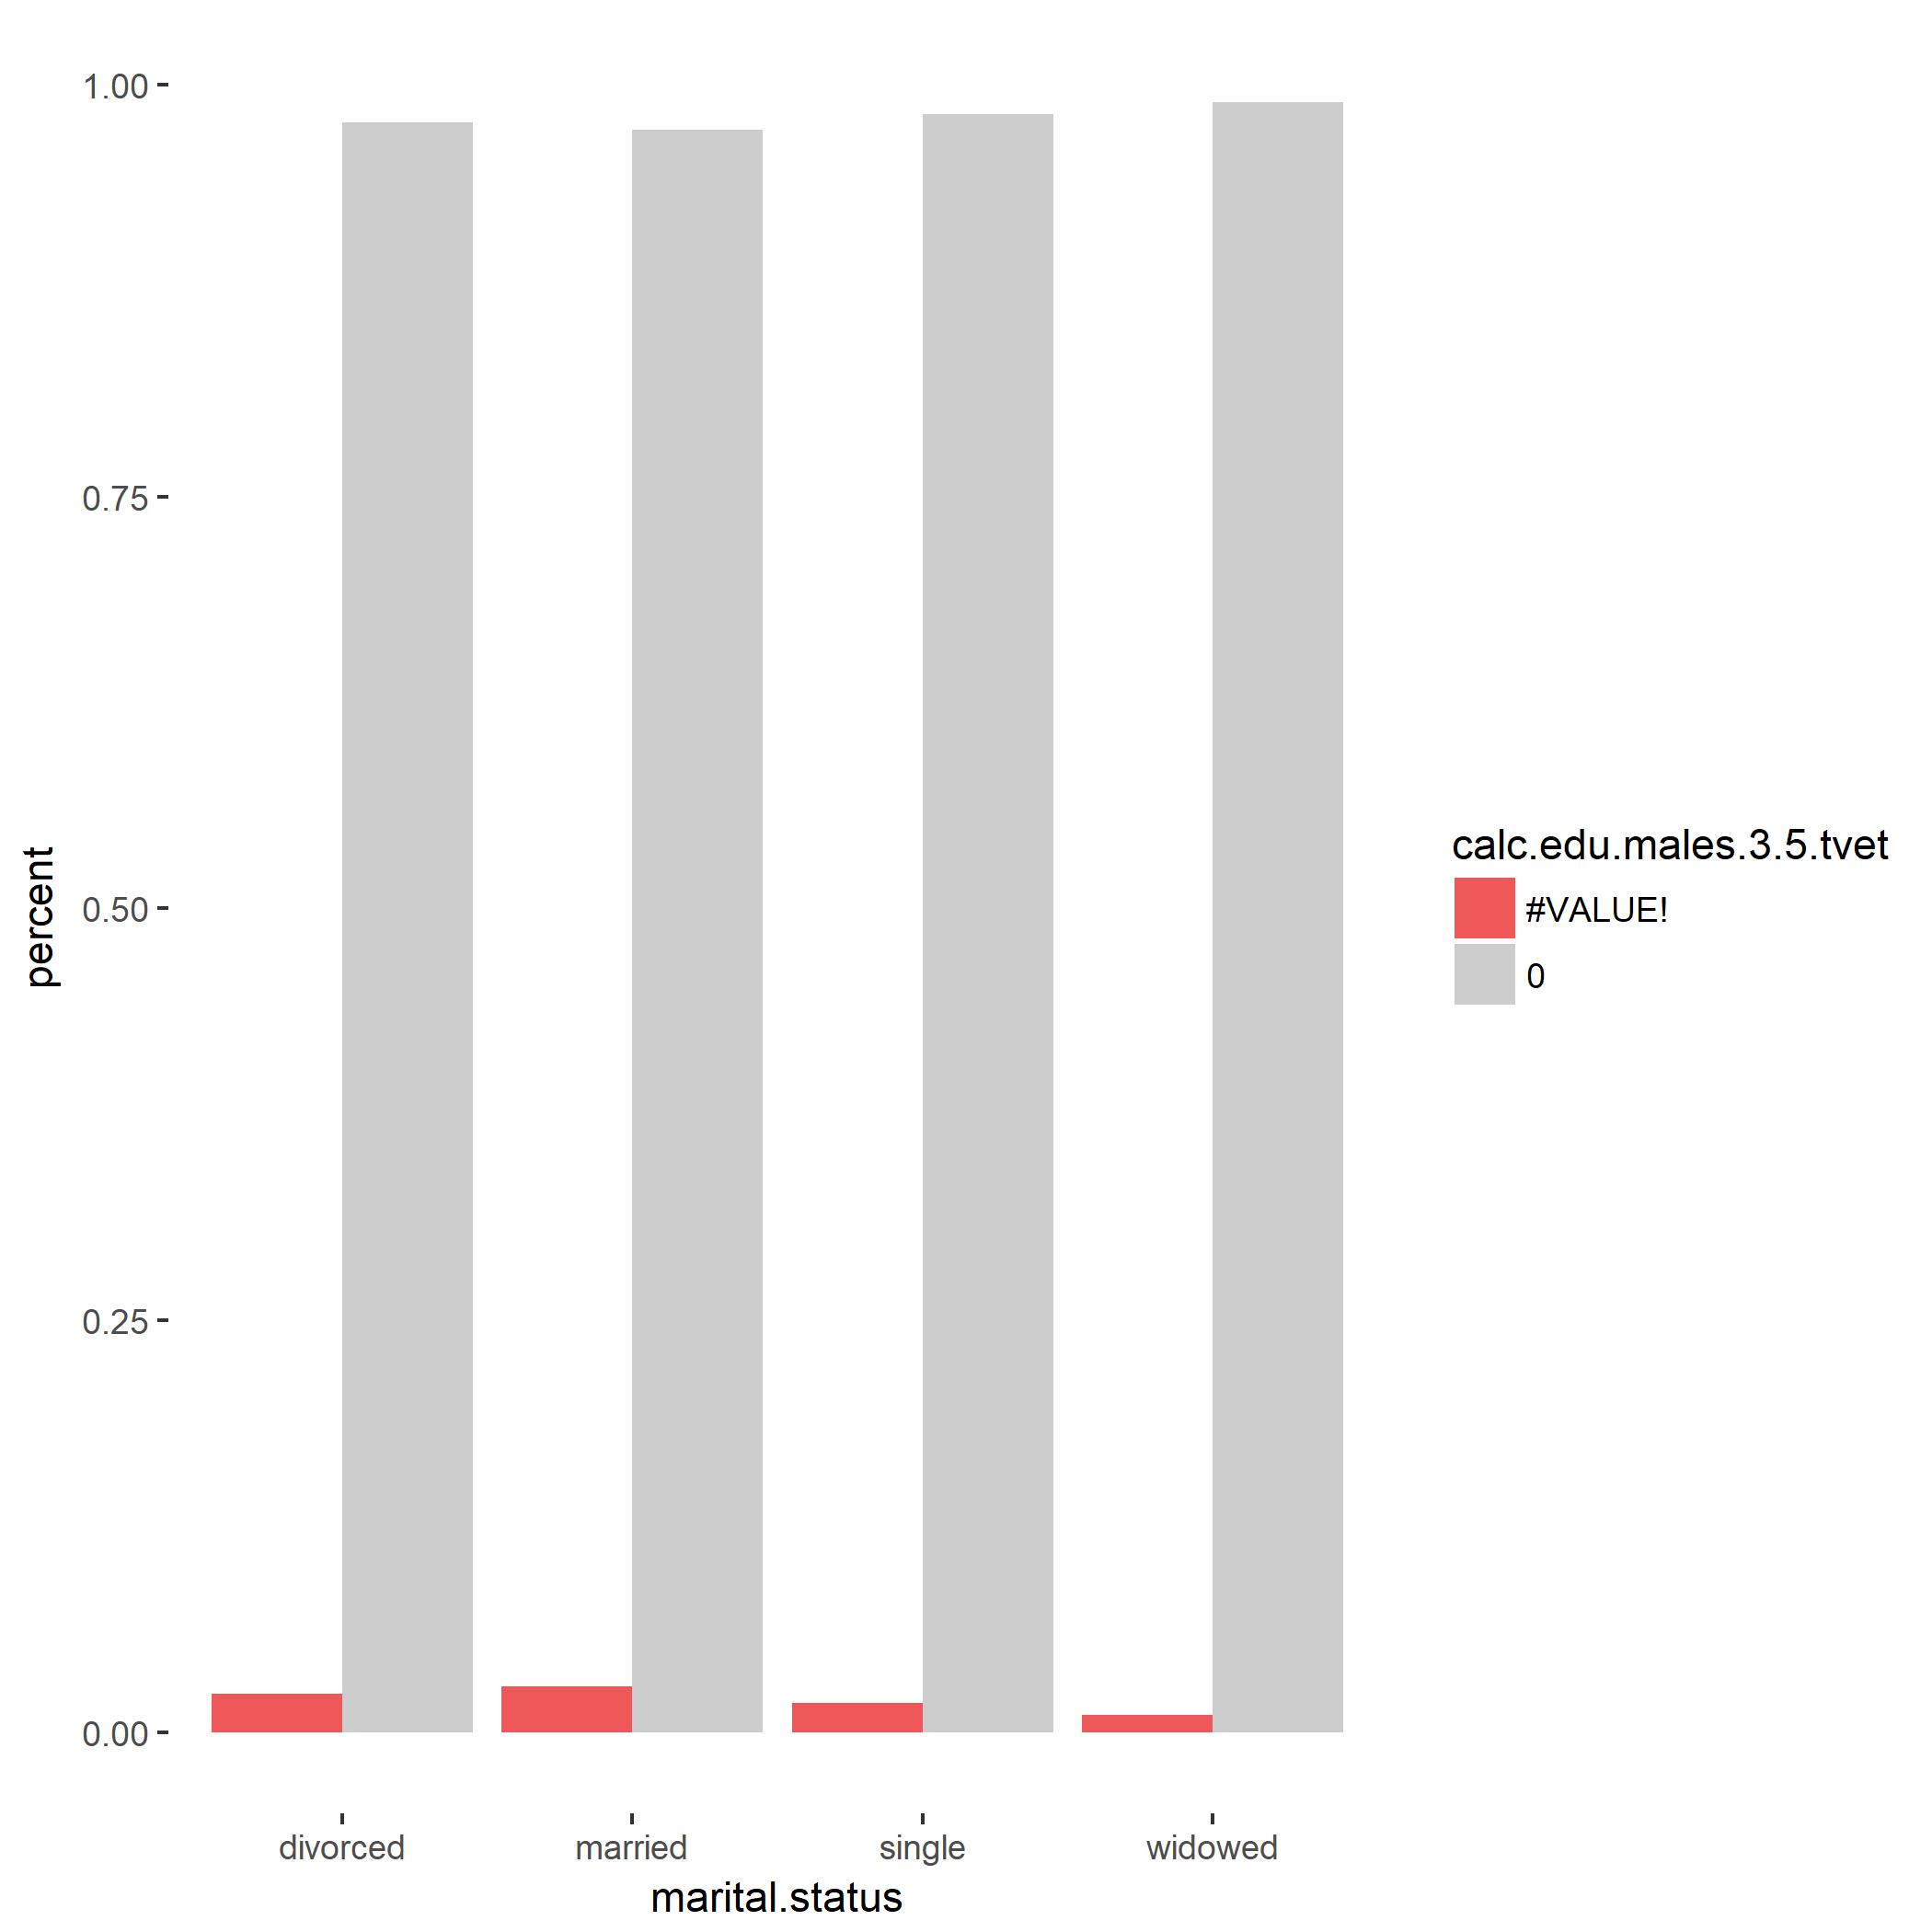 1.00
0.75
0.50
0.25
0.00
percent
divorced married single widowed
marital.status
calc.edu.males.3.5.tvet
#VALUE!
0